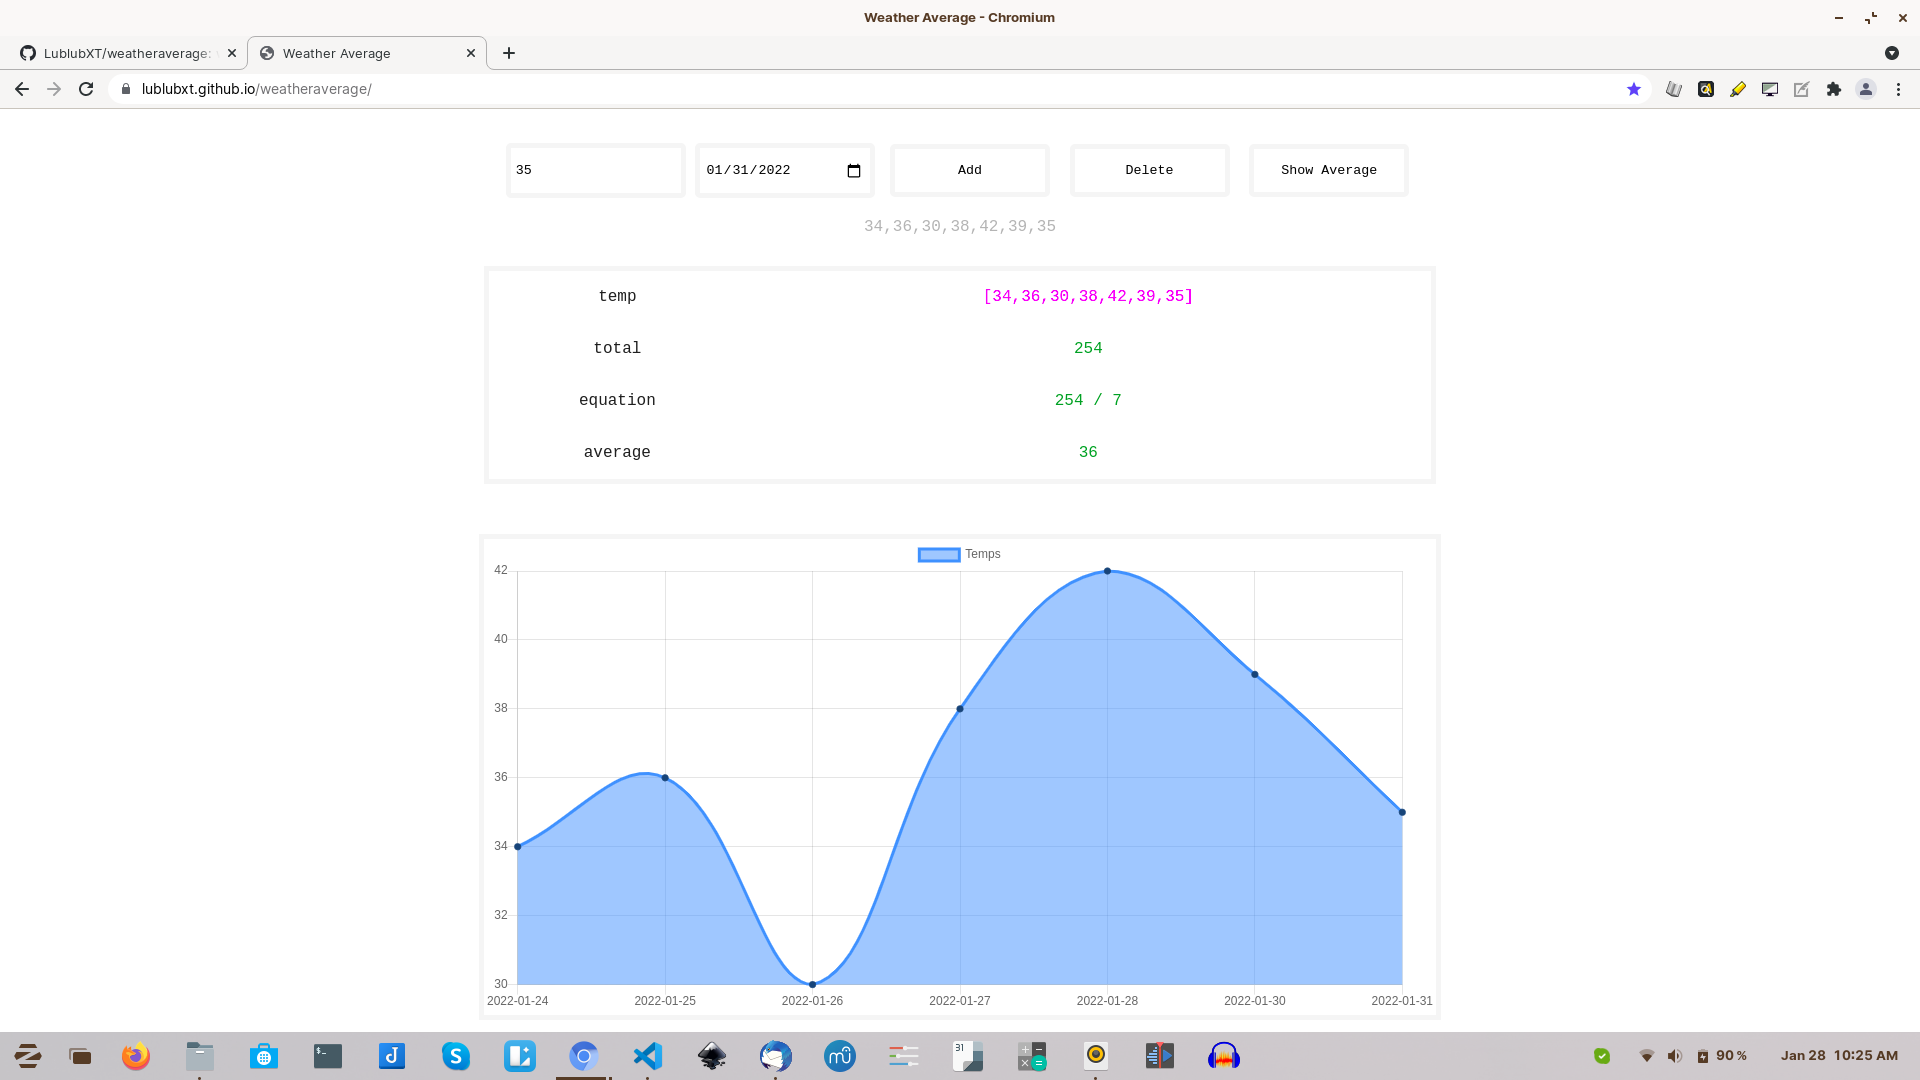 Weather Average - Chromium
LublubXT/weatheraverage:
Weather Average
lublubxt.github.io/weatheraverage/
35
01/31/2022
Add
Delete
Show Average
34,36,30,38,42,39,35
temp [34,36,30,38,42,39,35]
total 254
equation 254 / 7
average 36
Temps
42
40
38
36
34
32
30
2022-01-24 2022-01-25 2022-01-26 2022-01-27 2022-01-28 2022-01-30 2022-01-31
31
90 %
Jan 28 10:25 AM